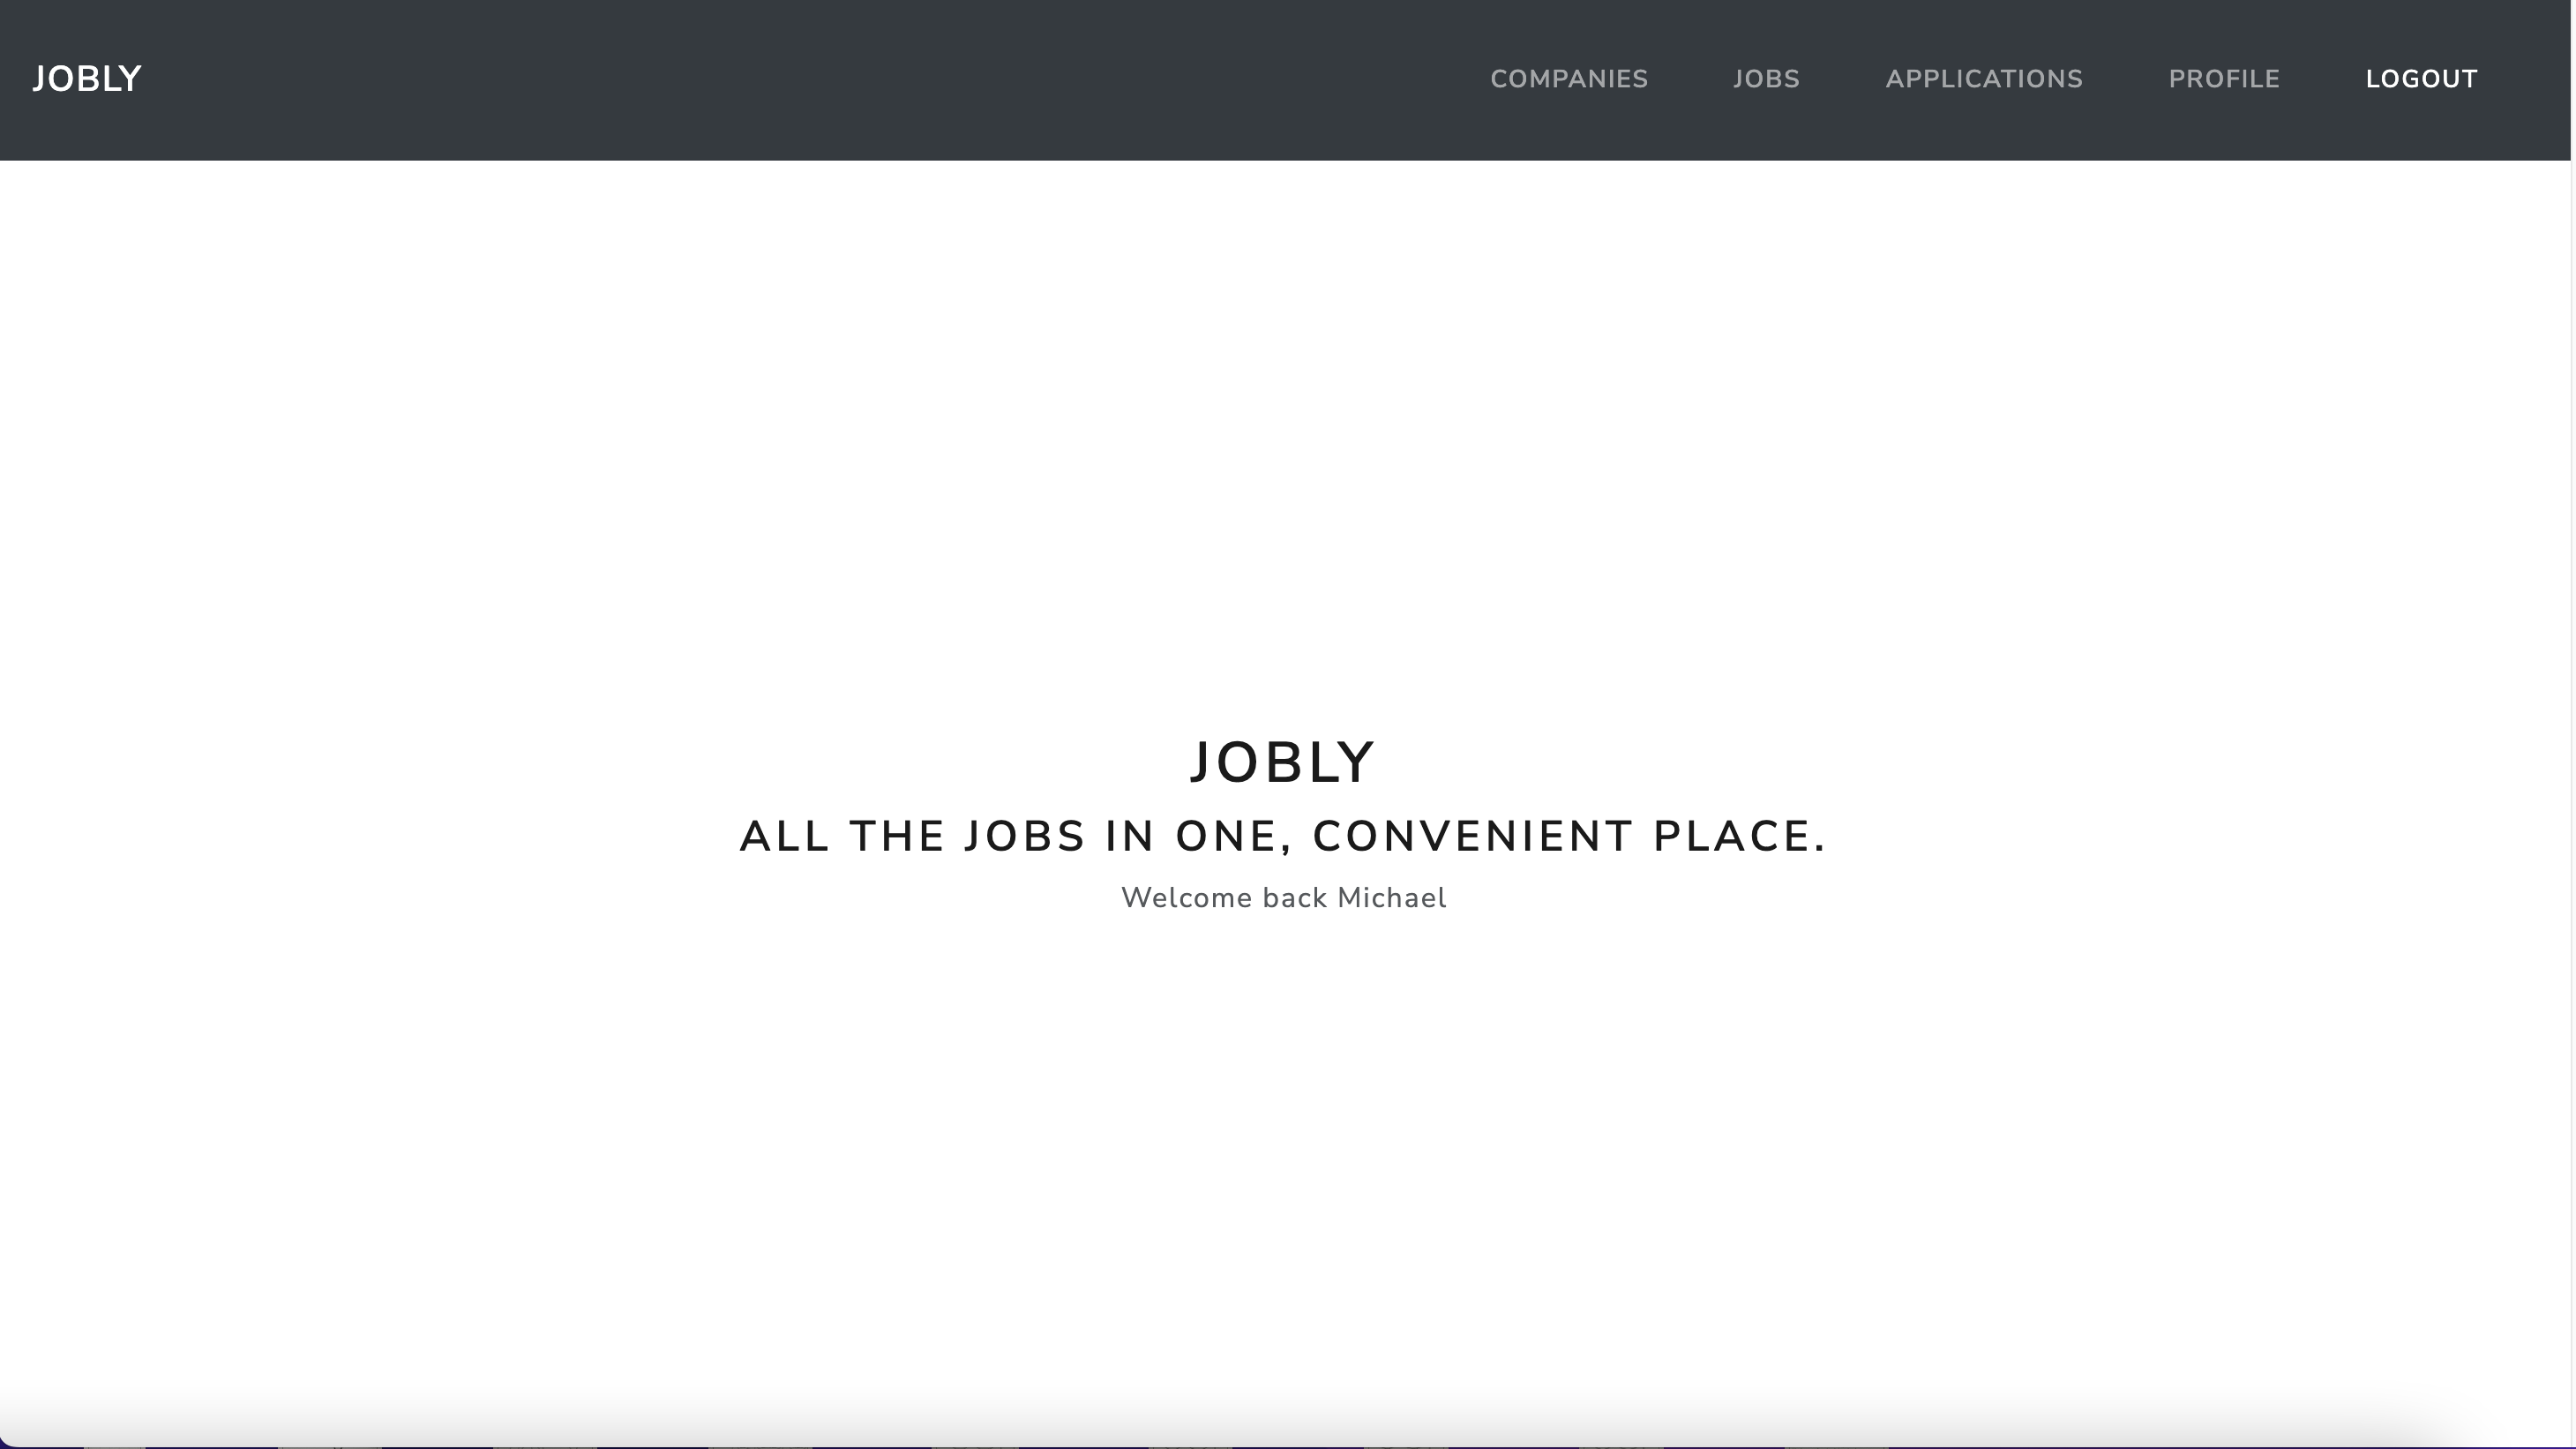 JOBLY COMPANIES JOBS APPLICATIONS PROFILE LOGOUT
JOBLY
ALL THE JOBS IN ONE, CONVENIENT PLACE.
Welcome back Michael